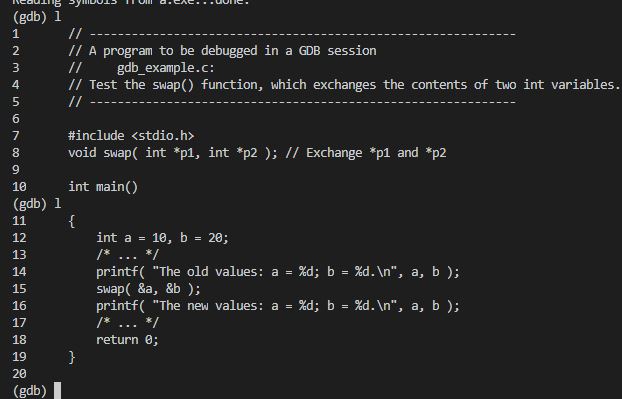 Reading symbols from a.exe...done.
(gdb) l
1       // -----------------------------------------------------------
2       // A program to be debugged in a GDB session
3       //     gdb_example.c:
4       // Test the swap() function, which exchanges the contents of two int variables.
5       // -----------------------------------------------------------
6
7       #include <stdio.h>
8       void swap( int *p1, int *p2 ); // Exchange *p1 and *p2
9
10      int main()
(gdb) l
11      {
12          int a = 10, b = 20;
13          /* ... */
14          printf( "The old values: a = %d; b = %d.\n", a, b );
15          swap( &a, &b );
16          printf( "The new values: a = %d; b = %d.\n", a, b );
17          /* ... */
18          return 0;
19      }
20
(gdb)